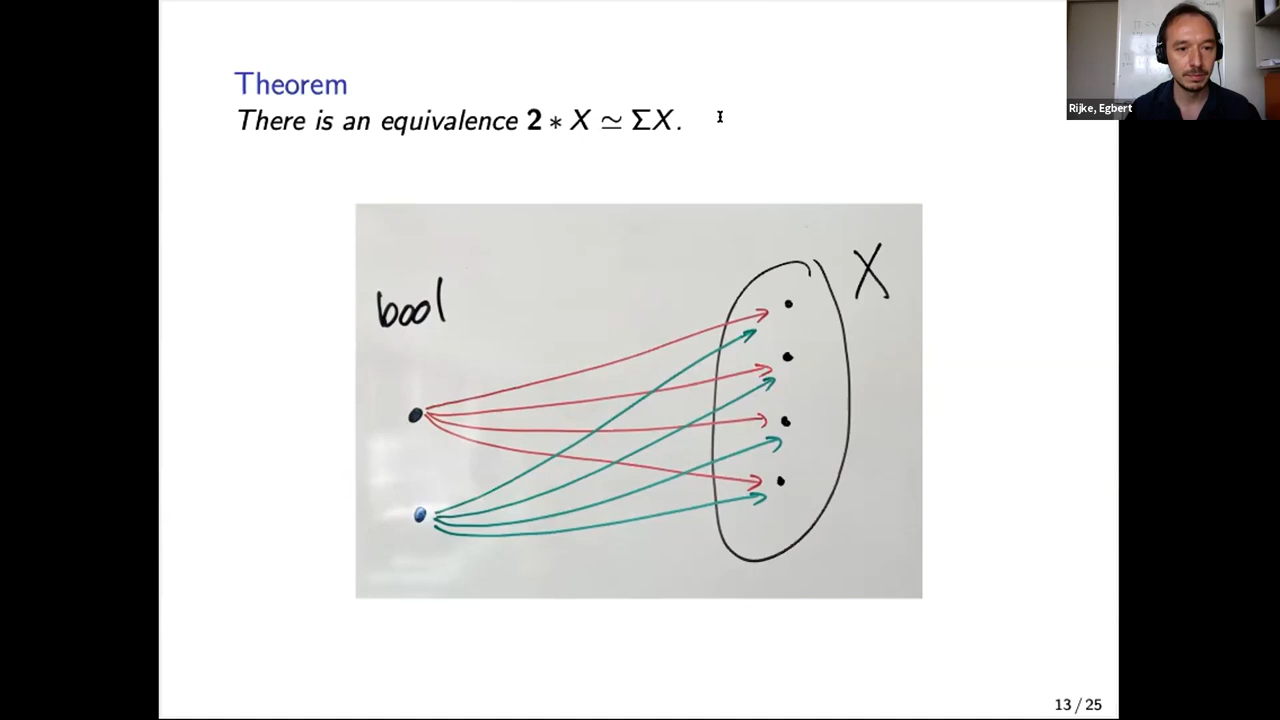 Theorem
There is an equivalence 2 * X ≃ ΣX.
bool
X
Rijke, Egbert
13 / 25